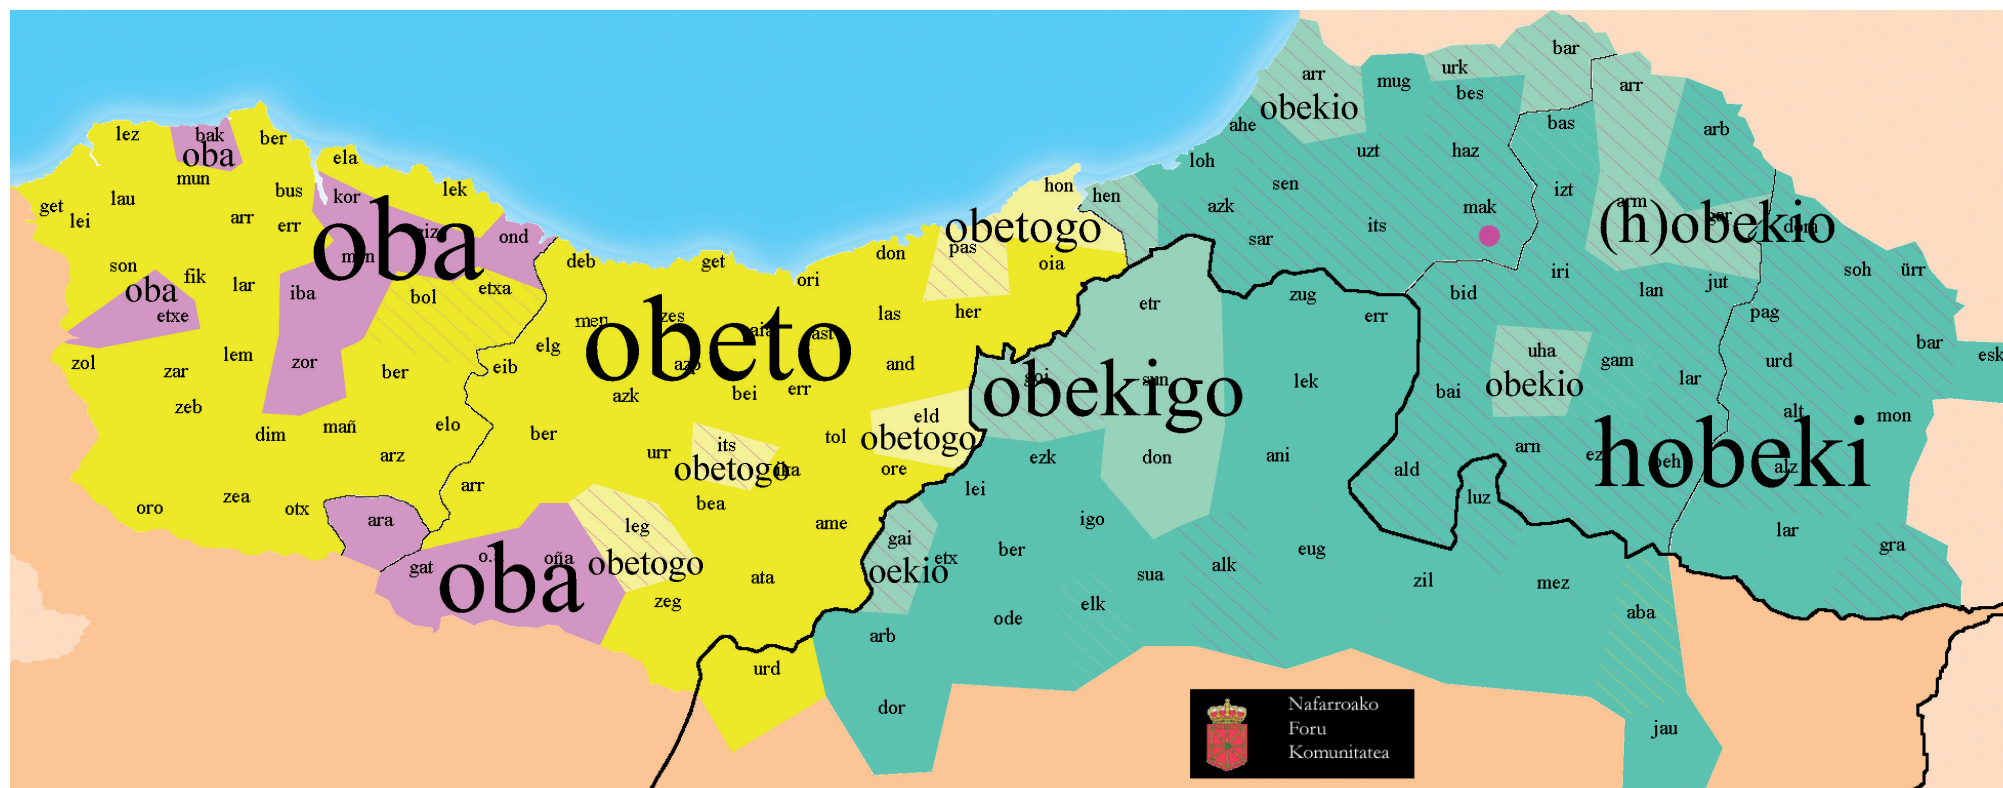 bar
arr
mug
urk
bes
arr
obekio
lez
bak
ber
oba
ahe
bas
arb
ela
uzt
haz
loh
mun
lau
bus
kor
lek
hon
hen
sen
izt
get
lei
arr
err
oba
ond
azk
mak
arm
(h)obekio
obetogo
its
sar
pas
oia
son
fik
lar
deb
get
don
ori
iri
soh
ürr
jut
lan
bid
oba
iba
bol
etxa
etr
zug
etxe
las
her
err
pag
men
zes
obeto
elg
ast
zol
zar
lem
zor
ber
eib
and
uha
gam
urd
bar
esk
obekigo
lek
obekio
bai
lar
zeb
azk
bei
err
alt
mon
dim
mañ
elo
ber
eld
tol
obetogo
its
urr
obetogo
arz
ore
ezk
don
ani
ald
arn
hobeki
arr
lei
luz
zea
oro
otx
ara
bea
ame
igo
lar
leg
gai
etx
ber
eug
gra
gat
oba
oña
obetogo
oekio
ata
sua
alk
zil
mez
zeg
elk
ode
aba
arb
urd
dor
jau
Nafarroako
Foru
Komunitatea